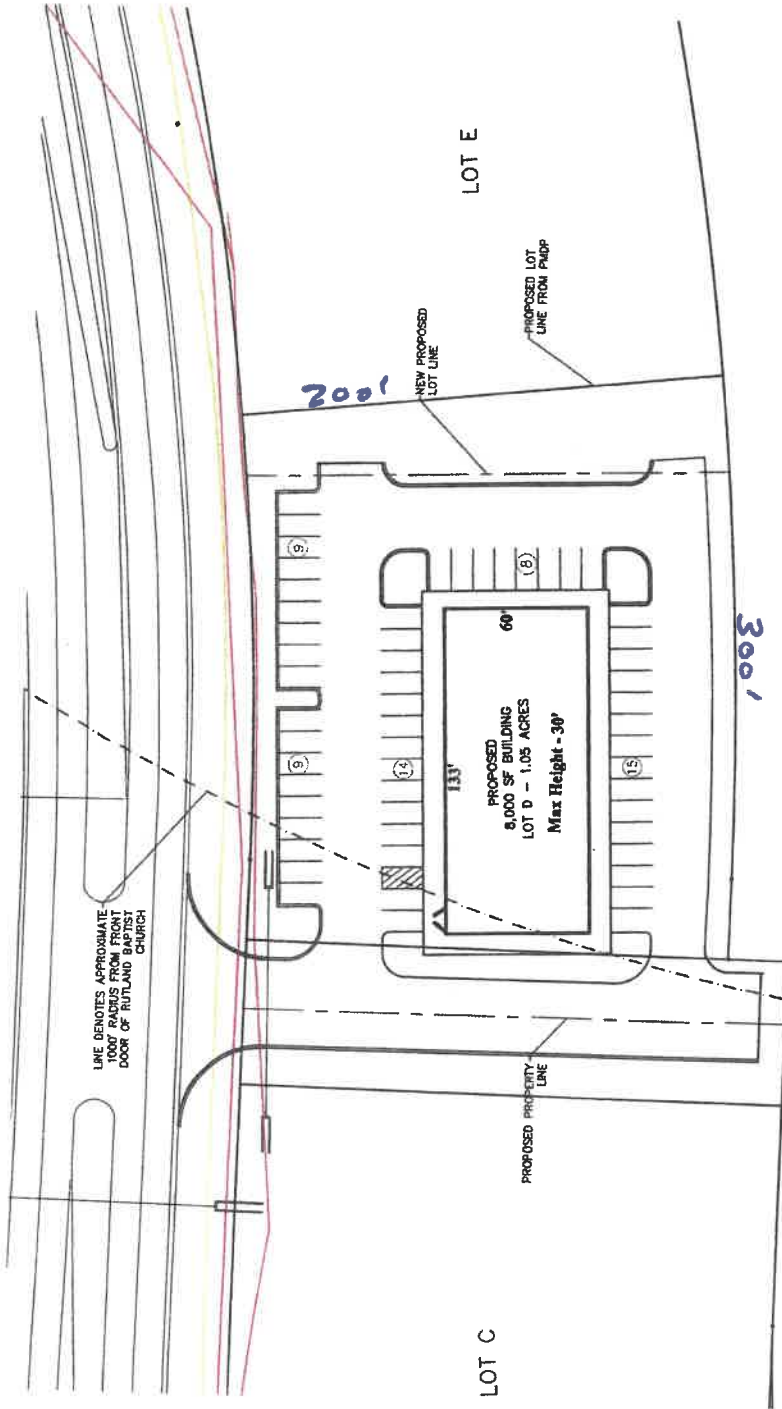 LINE DENOTES APPROXIMATE
1000' RADIUS FROM FRONT
DOOR OF RUTLAND BAPTIST
CHURCH
LOT C
PROPOSED PROPERTY
LINE
9
9
14
133'
PROPOSED
8,000 SF BUILDING
LOT D - 1.05 ACRES
Max Height - 30'
60'
8
15
200'
300'
NEW PROPOSED
LOT LINE
PROPOSED LOT
LINE FROM PMDP
LOT E